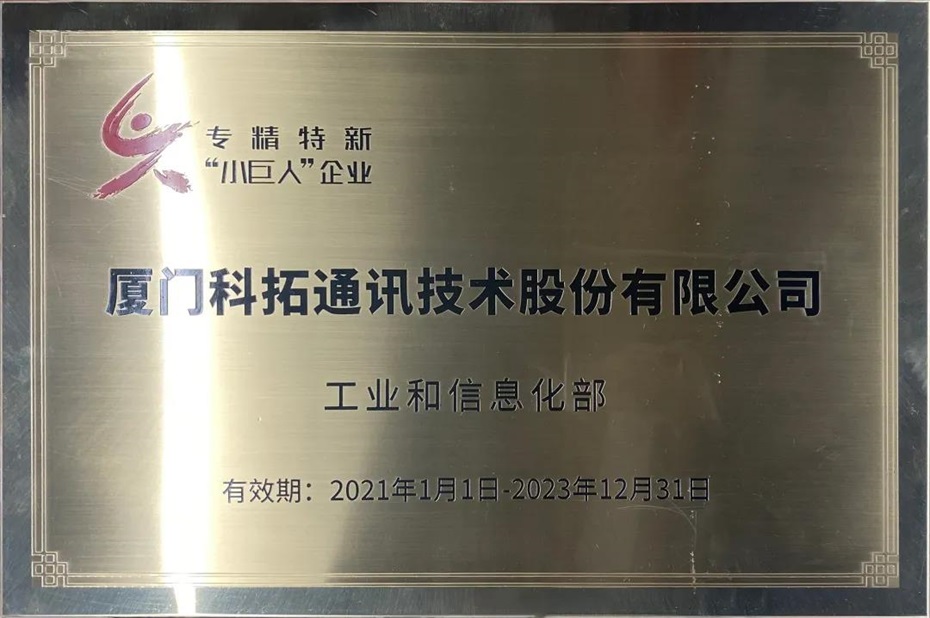 专精特新
“小巨人”企业
厦门科拓通讯技术股份有限公司
工业和信息化部
有效期：2021年1月1日-2023年12月31日